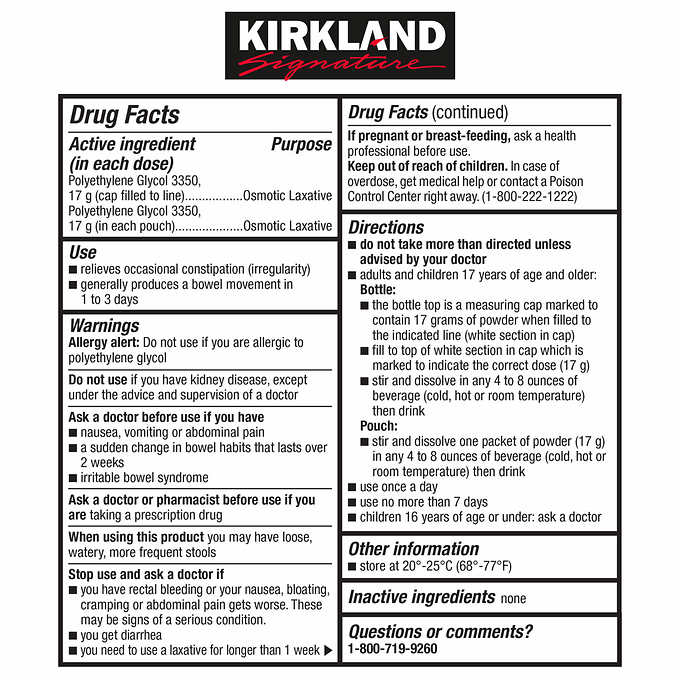 KIRKLAND
Signature
Drug Facts
Active ingredient Purpose
(in each dose)
Polyethylene Glycol 3350,
17 g (cap filled to line).................Osmotic Laxative
Polyethylene Glycol 3350,
17 g (in each pouch)....................Osmotic Laxative
Use
■ relieves occasional constipation (irregularity)
■ generally produces a bowel movement in
1 to 3 days
Warnings
Allergy alert: Do not use if you are allergic to
polyethylene glycol
Do not use if you have kidney disease, except
under the advice and supervision of a doctor
Ask a doctor before use if you have
■ nausea, vomiting or abdominal pain
■ a sudden change in bowel habits that lasts over
2 weeks
■ irritable bowel syndrome
Ask a doctor or pharmacist before use if you
are taking a prescription drug
When using this product you may have loose,
watery, more frequent stools
Stop use and ask a doctor if
■ you have rectal bleeding or your nausea, bloating,
cramping or abdominal pain gets worse. These
may be signs of a serious condition.
■ you get diarrhea
■ you need to use a laxative for longer than 1 week ▶
Drug Facts (continued)
If pregnant or breast-feeding, ask a health
professional before use.
Keep out of reach of children. In case of
overdose, get medical help or contact a Poison
Control Center right away. (1-800-222-1222)
Directions
■ do not take more than directed unless
advised by your doctor
■ adults and children 17 years of age and older:
Bottle:
■ the bottle top is a measuring cap marked to
contain 17 grams of powder when filled to
the indicated line (white section in cap)
■ fill to top of white section in cap which is
marked to indicate the correct dose (17 g)
■ stir and dissolve in any 4 to 8 ounces of
beverage (cold, hot or room temperature)
then drink
Pouch:
■ stir and dissolve one packet of powder (17 g)
in any 4 to 8 ounces of beverage (cold, hot or
room temperature) then drink
■ use once a day
■ use no more than 7 days
■ children 16 years of age or under: ask a doctor
Other information
■ store at 20°-25°C (68°-77°F)
Inactive ingredients none
Questions or comments?
1-800-719-9260